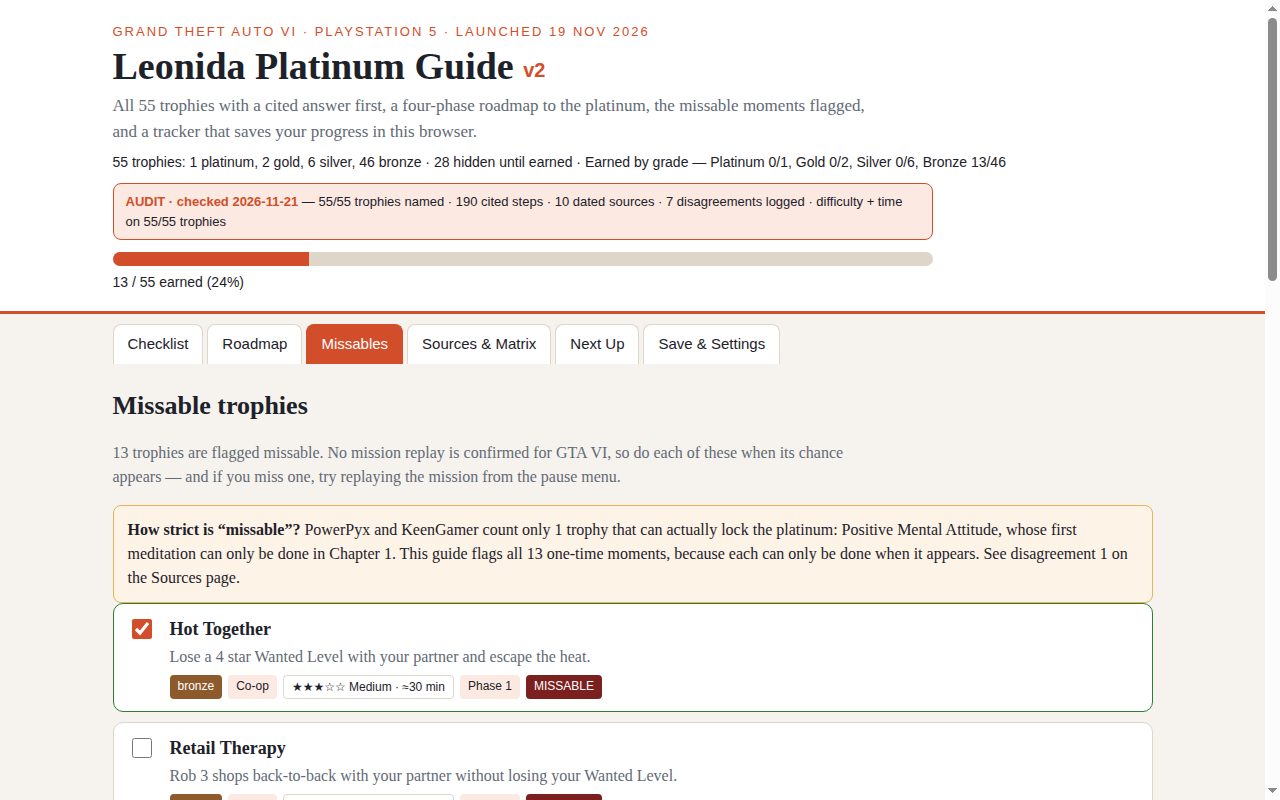 GRAND THEFT AUTO VI · PLAYSTATION 5 · LAUNCHED 19 NOV 2026
Leonida Platinum Guide v2
All 55 trophies with a cited answer first, a four-phase roadmap to the platinum, the missable moments flagged,
and a tracker that saves your progress in this browser.
55 trophies: 1 platinum, 2 gold, 6 silver, 46 bronze · 28 hidden until earned · Earned by grade — Platinum 0/1, Gold 0/2, Silver 0/6, Bronze 13/46
AUDIT · checked 2026-11-21 — 55/55 trophies named · 190 cited steps · 10 dated sources · 7 disagreements logged · difficulty + time
on 55/55 trophies
13 / 55 earned (24%)
Checklist Roadmap Missables Sources & Matrix Next Up Save & Settings
Missable trophies
13 trophies are flagged missable. No mission replay is confirmed for GTA VI, so do each of these when its chance
appears — and if you miss one, try replaying the mission from the pause menu.
How strict is “missable”? PowerPyx and KeenGamer count only 1 trophy that can actually lock the platinum: Positive Mental Attitude, whose first
meditation can only be done in Chapter 1. This guide flags all 13 one-time moments, because each can only be done when it appears. See disagreement 1 on
the Sources page.
Hot Together
Lose a 4 star Wanted Level with your partner and escape the heat.
bronze Co-op ★★★☆☆ Medium · ≈30 min Phase 1 MISSABLE
Retail Therapy
Rob 3 shops back-to-back with your partner without losing your Wanted Level.